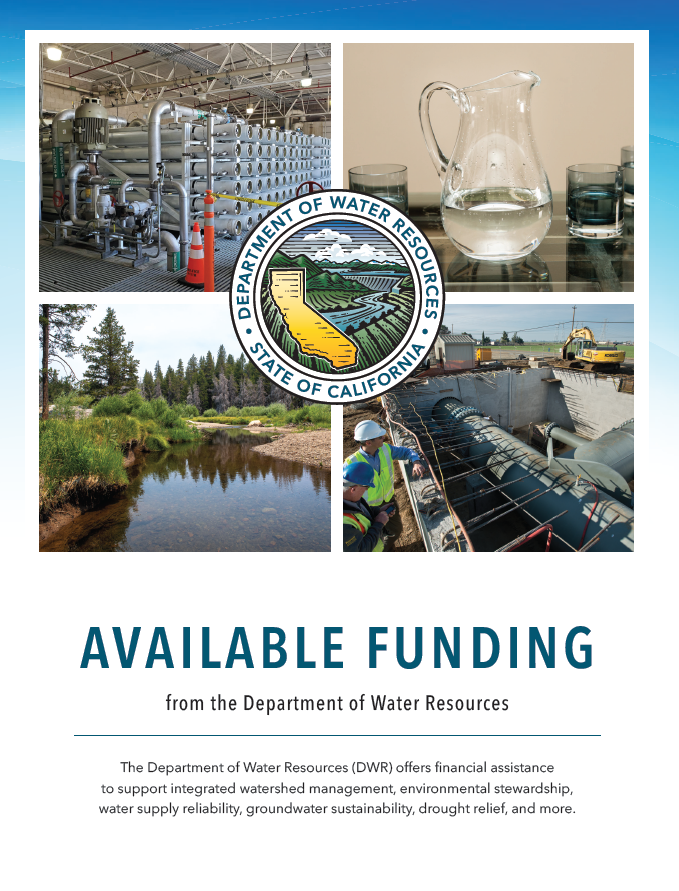 DEPARTMENT OF WATER RESOURCES
• STATE OF CALIFORNIA •
AVAILABLE FUNDING
from the Department of Water Resources
The Department of Water Resources (DWR) offers financial assistance
to support integrated watershed management, environmental stewardship,
water supply reliability, groundwater sustainability, drought relief, and more.